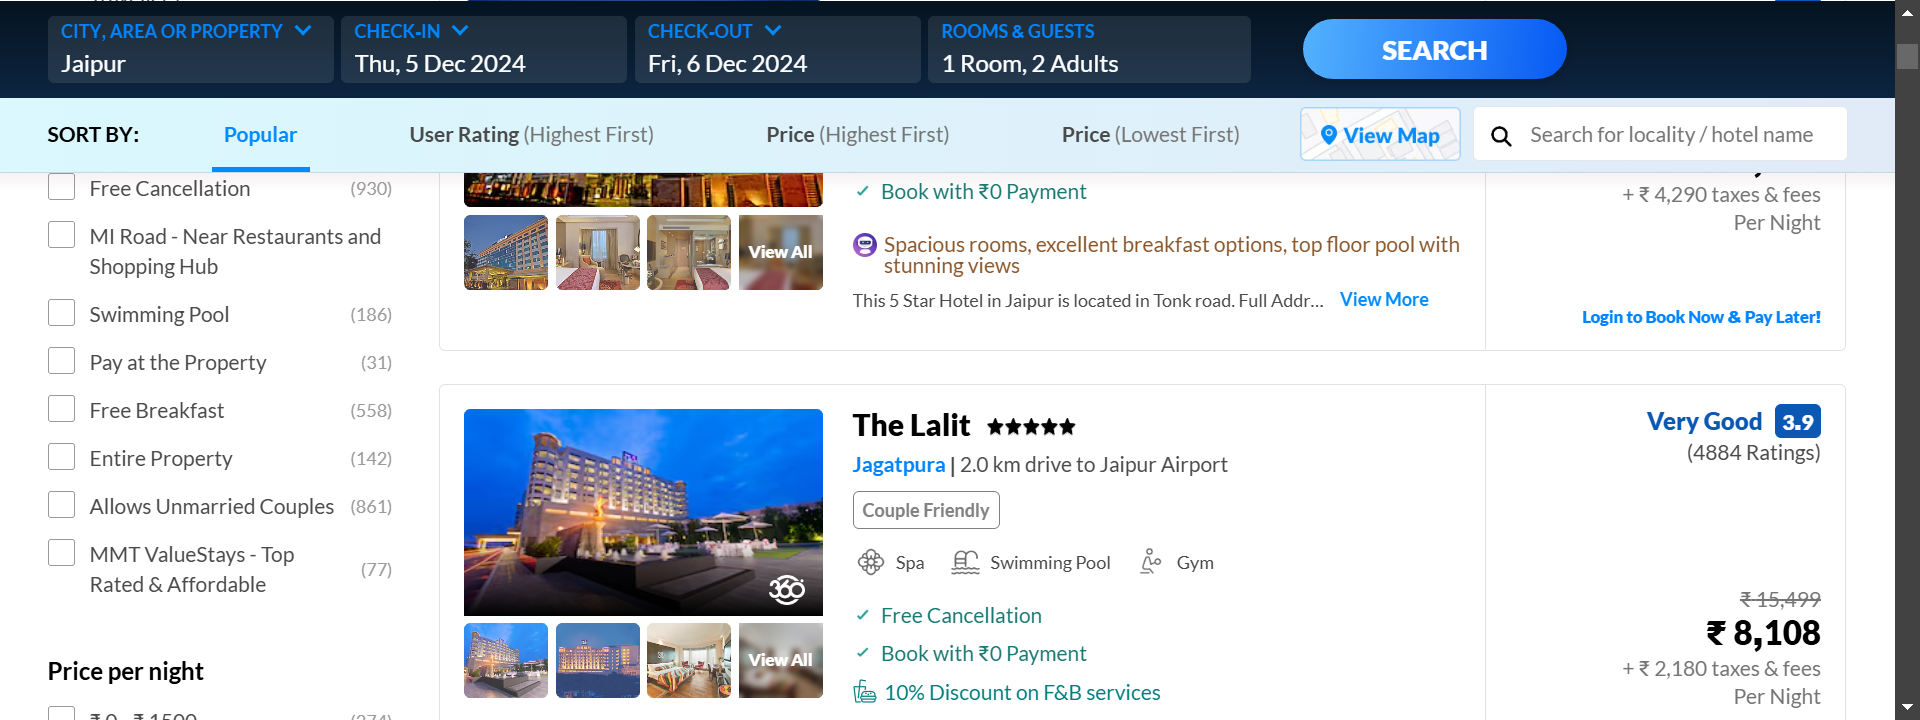 CITY, AREA OR PROPERTY
Jaipur
CHECK-IN
Thu, 5 Dec 2024
CHECK-OUT
Fri, 6 Dec 2024
ROOMS & GUESTS
1 Room, 2 Adults
SEARCH
SORT BY:
Popular
User Rating (Highest First)
Price (Highest First)
Price (Lowest First)
View Map
Search for locality / hotel name
Free Cancellation (930)
MI Road - Near Restaurants and
Shopping Hub
Swimming Pool (186)
Pay at the Property (31)
Free Breakfast (558)
Entire Property (142)
Allows Unmarried Couples (861)
MMT ValueStays - Top
Rated & Affordable (77)
Price per night
₹ 0 - ₹ 1500 (274)
View All
Book with ₹0 Payment
Spacious rooms, excellent breakfast options, top floor pool with
stunning views
This 5 Star Hotel in Jaipur is located in Tonk road. Full Addr... View More
+ ₹ 4,290 taxes & fees
Per Night
Login to Book Now & Pay Later!
360
View All
The Lalit
Jagatpura | 2.0 km drive to Jaipur Airport
Couple Friendly
Spa Swimming Pool Gym
Free Cancellation
Book with ₹0 Payment
10% Discount on F&B services
Very Good 3.9
(4884 Ratings)
₹ 15,499
₹ 8,108
+ ₹ 2,180 taxes & fees
Per Night